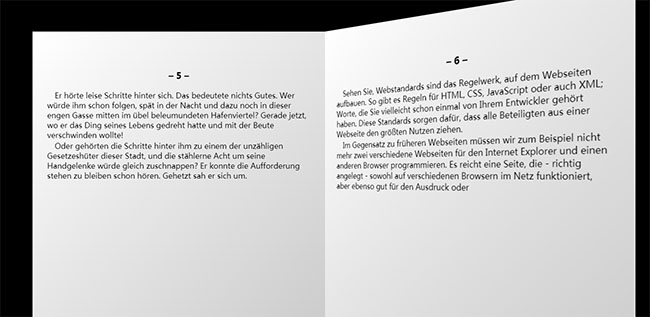 – 5 –
Er hörte leise Schritte hinter sich. Das bedeutete nichts Gutes. Wer
würde ihm schon folgen, spät in der Nacht und dazu noch in dieser
engen Gasse mitten im übel beleumundeten Hafenviertel? Gerade jetzt,
wo er das Ding seines Lebens gedreht hatte und mit der Beute
verschwinden wollte!
Oder gehörten die Schritte hinter ihm zu einem der unzähligen
Gesetzeshüter dieser Stadt, und die stählerne Acht um seine
Handgelenke würde gleich zuschnappen? Er konnte die Aufforderung
stehen zu bleiben schon hören. Gehetzt sah er sich um.
– 6 –
Sehen Sie, Webstandards sind das Regelwerk, auf dem Webseiten
aufbauen. So gibt es Regeln für HTML, CSS, JavaScript oder auch XML;
Worte, die Sie vielleicht schon einmal von Ihrem Entwickler gehört
haben. Diese Standards sorgen dafür, dass alle Beteiligten aus einer
Webseite den größten Nutzen ziehen.
Im Gegensatz zu früheren Webseiten müssen wir zum Beispiel nicht
mehr zwei verschiedene Webseiten für den Internet Explorer und einen
anderen Browser programmieren. Es reicht eine Seite, die - richtig
angelegt - sowohl auf verschiedenen Browsern im Netz funktioniert,
aber ebenso gut für den Ausdruck oder